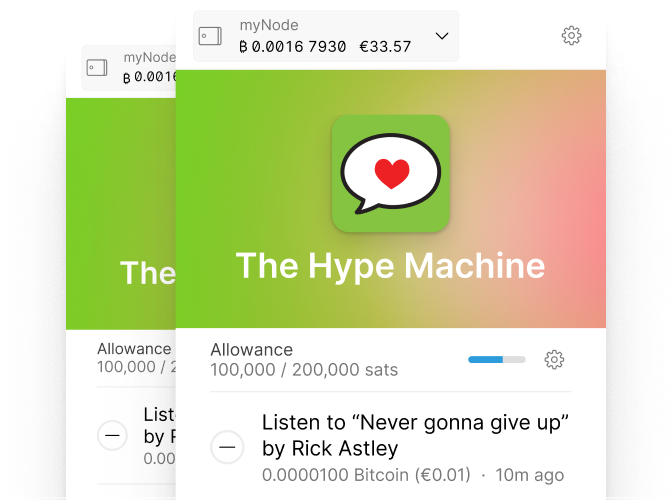 myNode
₿ 0.0016 7930 €33.57
The Hype Machine
Allowance
100,000 / 200,000 sats
Listen to “Never gonna give up”
by Rick Astley
0.0000100 Bitcoin (€0.01) · 10m ago
myNode
₿ 0.0016
The
Allowance
100,000 / 2
List
by R
0.00